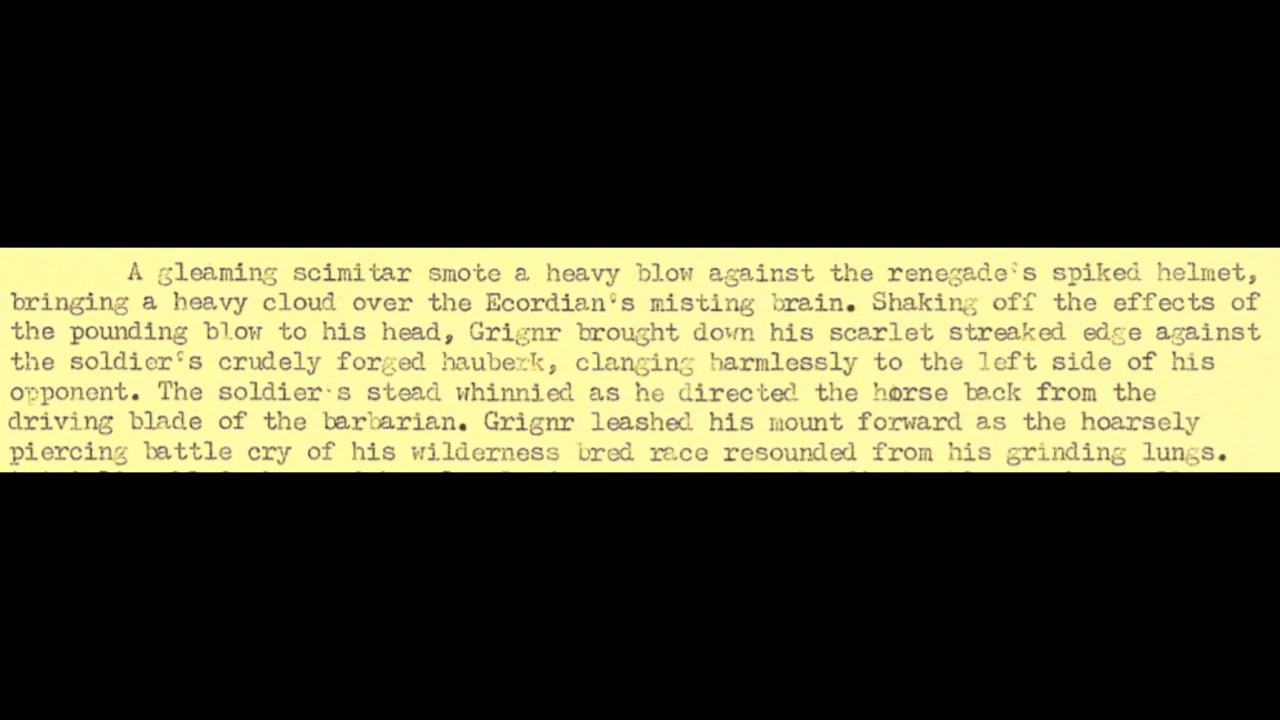 A gleaming scimitar smote a heavy blow against the renegade's spiked helmet,
bringing a heavy cloud over the Ecordian's misting brain. Shaking off the effects of
the pounding blow to his head, Grignr brought down his scarlet streaked edge against
the soldier's crudely forged hauberk, clanging harmlessly to the left side of his
opponent. The soldier's stead whinnied as he directed the horse back from the
driving blade of the barbarian. Grignr leashed his mount forward as the hoarsely
piercing battle cry of his wilderness bred race resounded from his grinding lungs.